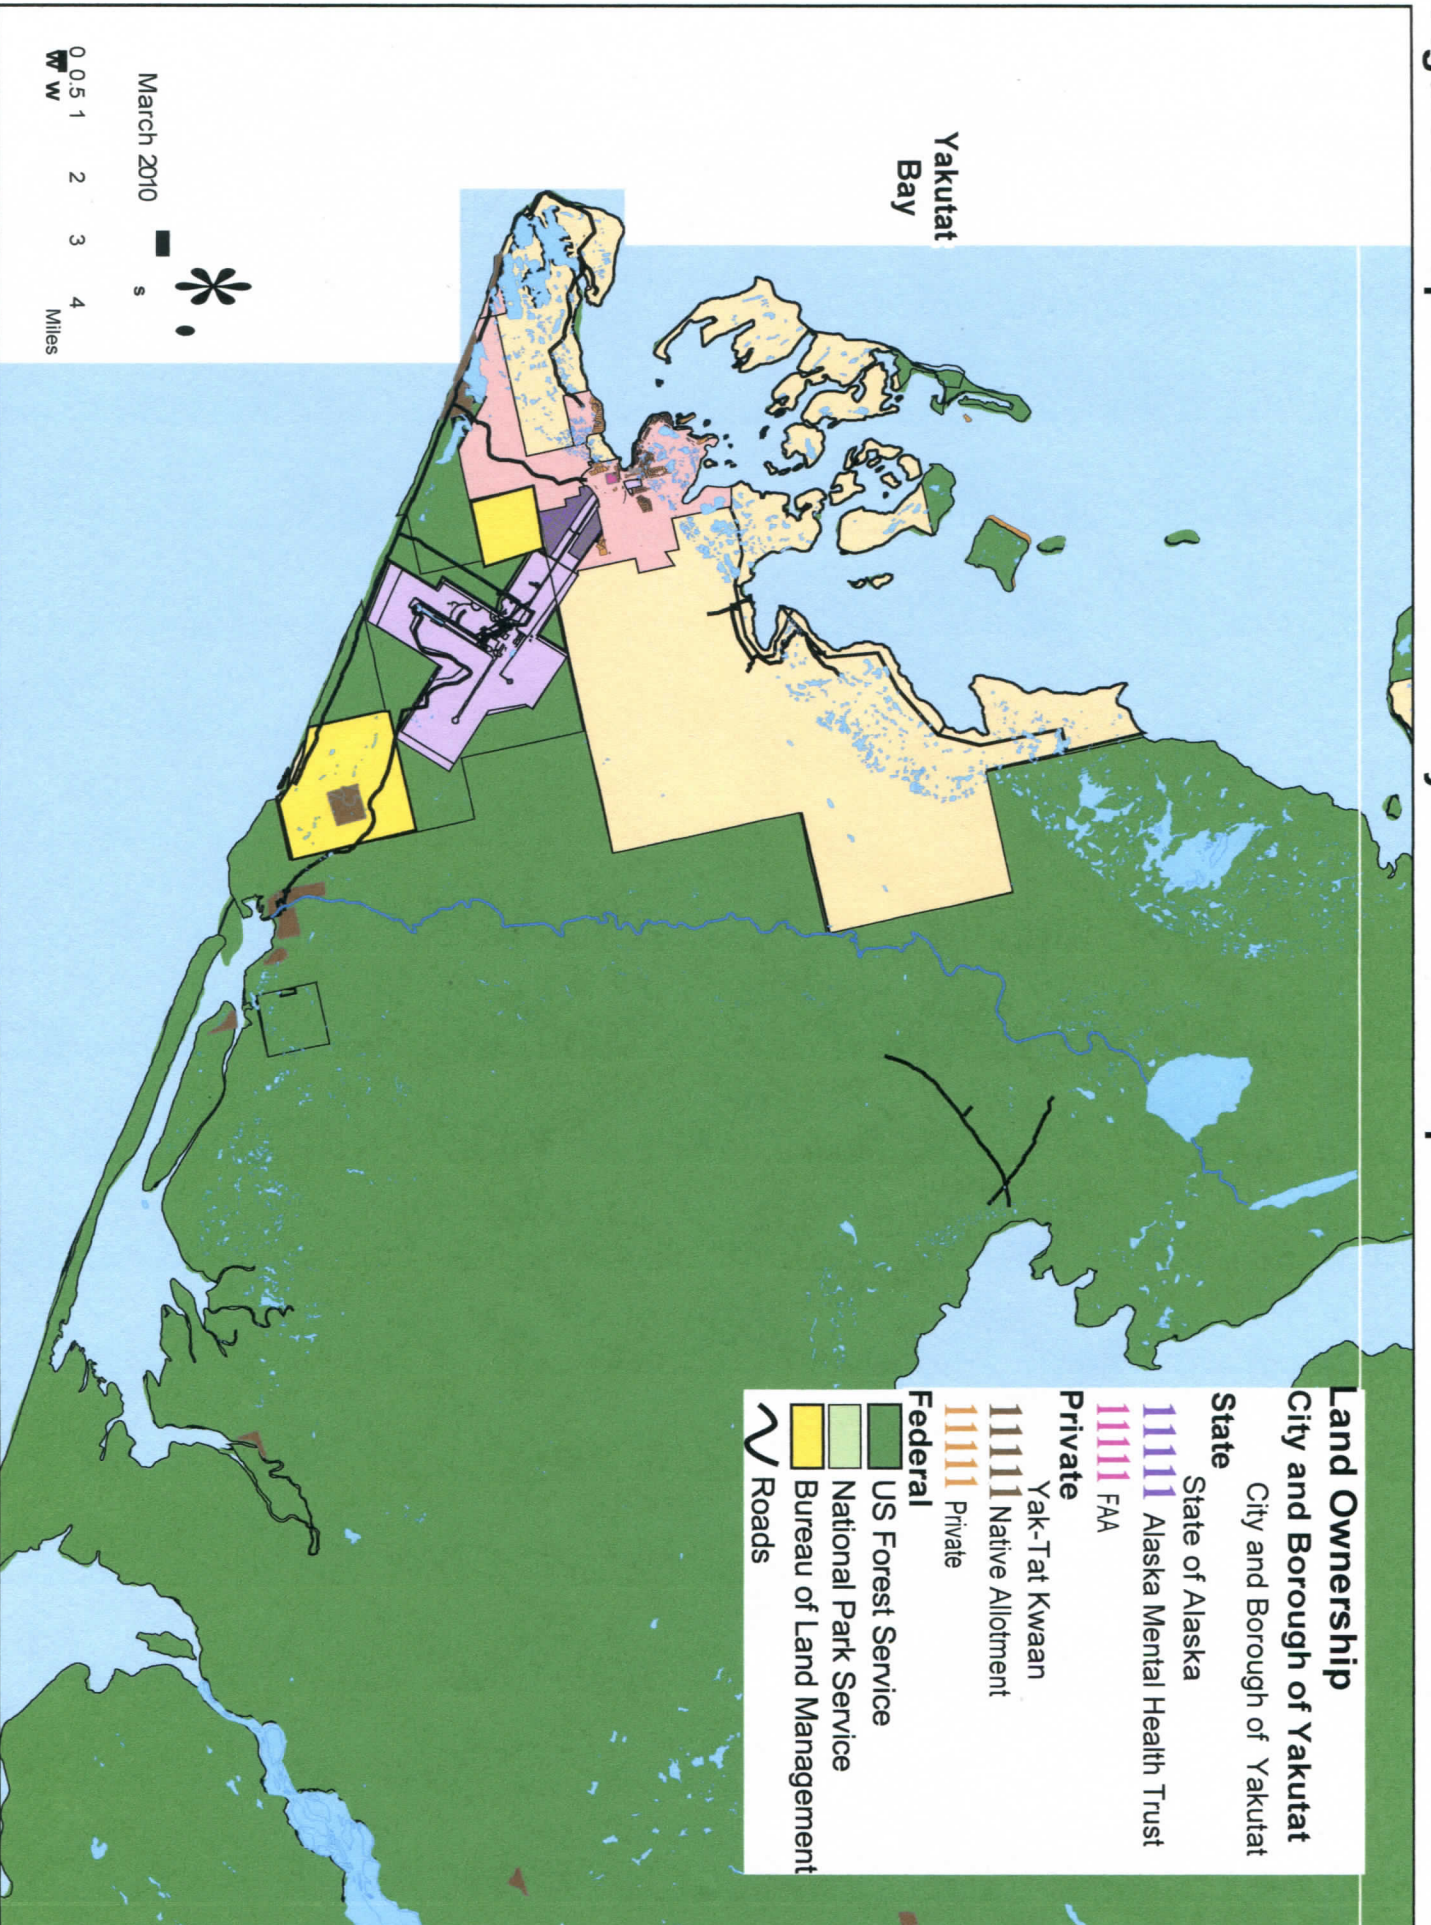 Land Ownership
City and Borough of Yakutat
City and Borough of Yakutat
State
State of Alaska
Alaska Mental Health Trust
FAA
Private
Yak-Tat Kwaan
Native Allotment
Private
Federal
US Forest Service
National Park Service
Bureau of Land Management
Roads
Yakutat
Bay
March 2010
s
0 0.5 1 2 3 4
Miles
W W